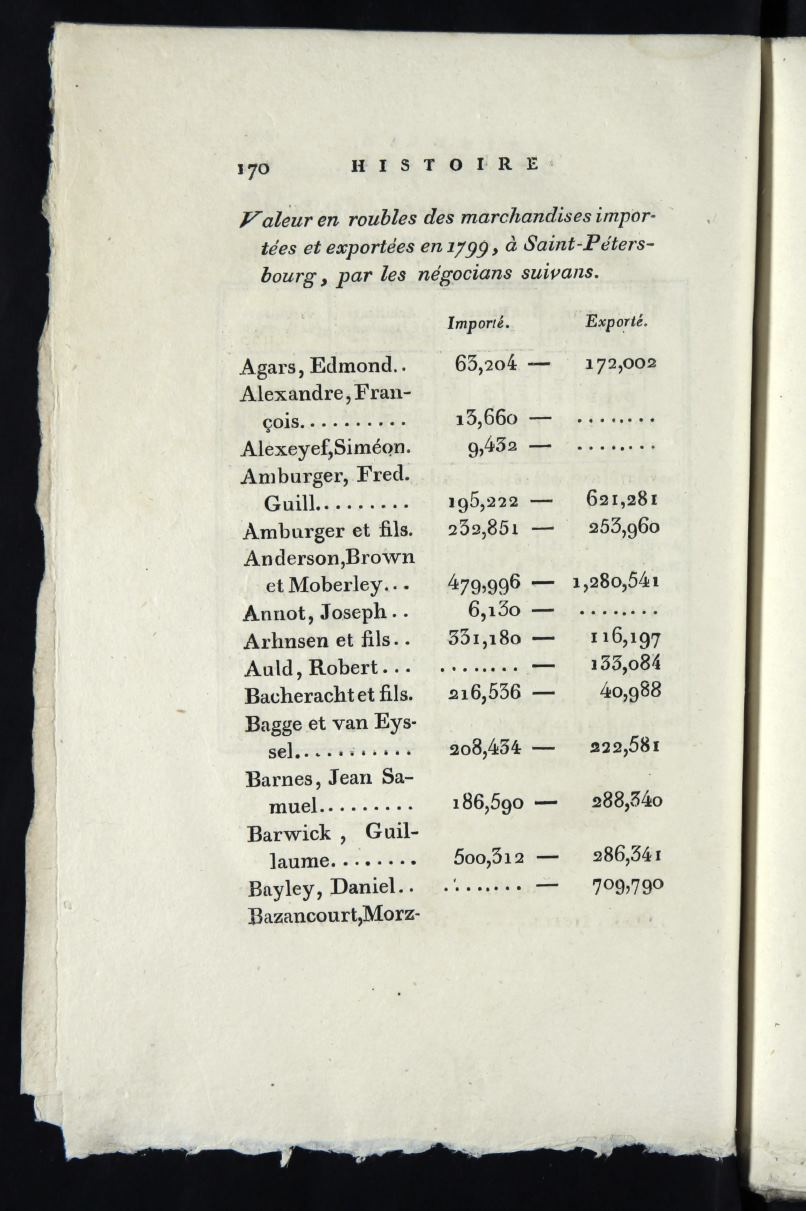 170 HISTOIRE
Valeur en roubles des marchandises impor-
tées et exportées en 1799, à Saint-Péters-
bourg, par les négocians suivans.
Importé. Exporté.
Agars, Edmond.. 63,204 — 172,002
Alexandre, Fran-
çois.......... 13,660 — ........
Alexeyef, Siméon. 9,432 — ........
Amburger, Fred.
Guill......... 195,222 — 621,281
Amburger et fils. 232,851 — 253,960
Anderson, Brown
et Moberley... 479,996 — 1,280,541
Annot, Joseph.. 6,130 — ........
Arhnsen et fils.. 331,180 — 116,197
Auld, Robert... ........ — 133,084
Bacheracht et fils. 216,536 — 40,988
Bagge et van Eys-
sel........... 208,434 — 222,581
Barnes, Jean Sa-
muel......... 186,590 — 288,340
Barwick, Guil-
laume........ 500,312 — 286,341
Bayley, Daniel.. ........ — 709,790
Bazancourt, Morz-